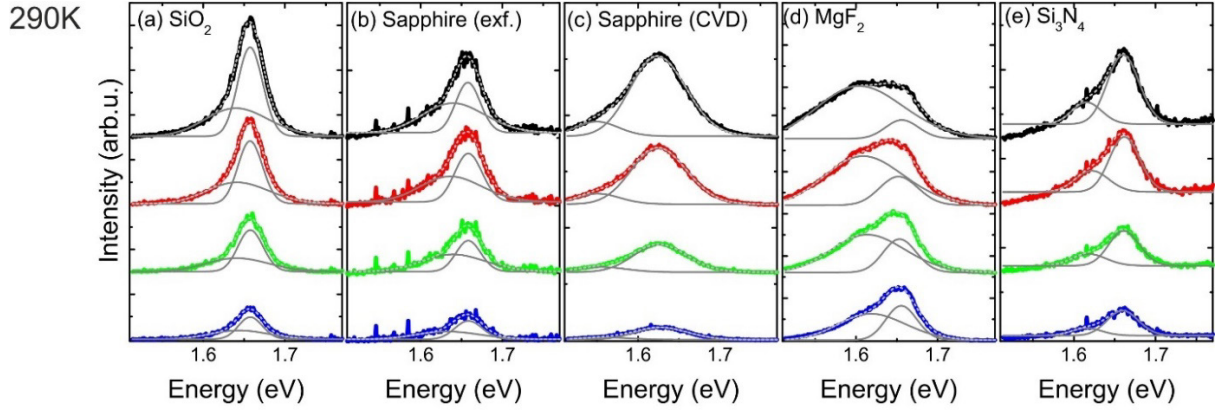 290K
(a) SiO₂
(b) Sapphire (exf.)
(c) Sapphire (CVD)
(d) MgF₂
(e) Si₃N₄
Intensity (arb.u.)
1.6 1.7
1.6 1.7
1.6 1.7
1.6 1.7
1.6 1.7
Energy (eV)
Energy (eV)
Energy (eV)
Energy (eV)
Energy (eV)